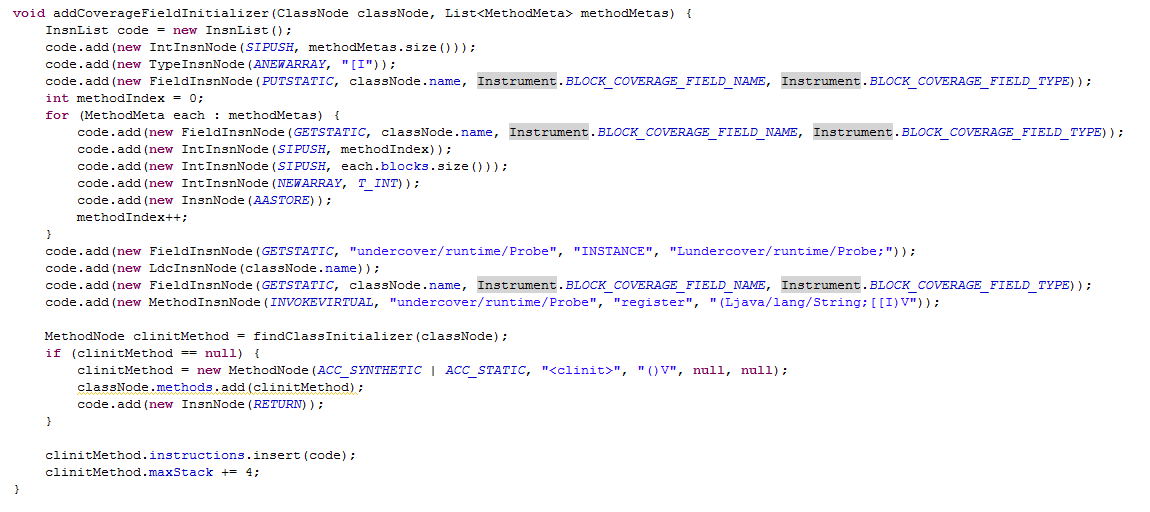 void addCoverageFieldInitializer(ClassNode classNode, List<MethodMeta> methodMetas) {
    InsnList code = new InsnList();
    code.add(new IntInsnNode(SIPUSH, methodMetas.size()));
    code.add(new TypeInsnNode(ANEWARRAY, "[I"));
    code.add(new FieldInsnNode(PUTSTATIC, classNode.name, Instrument.BLOCK_COVERAGE_FIELD_NAME, Instrument.BLOCK_COVERAGE_FIELD_TYPE));
    int methodIndex = 0;
    for (MethodMeta each : methodMetas) {
        code.add(new FieldInsnNode(GETSTATIC, classNode.name, Instrument.BLOCK_COVERAGE_FIELD_NAME, Instrument.BLOCK_COVERAGE_FIELD_TYPE));
        code.add(new IntInsnNode(SIPUSH, methodIndex));
        code.add(new IntInsnNode(SIPUSH, each.blocks.size()));
        code.add(new IntInsnNode(NEWARRAY, T_INT));
        code.add(new InsnNode(AASTORE));
        methodIndex++;
    }
    code.add(new FieldInsnNode(GETSTATIC, "undercover/runtime/Probe", "INSTANCE", "Lundercover/runtime/Probe;"));
    code.add(new LdcInsnNode(classNode.name));
    code.add(new FieldInsnNode(GETSTATIC, classNode.name, Instrument.BLOCK_COVERAGE_FIELD_NAME, Instrument.BLOCK_COVERAGE_FIELD_TYPE));
    code.add(new MethodInsnNode(INVOKEVIRTUAL, "undercover/runtime/Probe", "register", "(Ljava/lang/String;[[I)V"));

    MethodNode clinitMethod = findClassInitializer(classNode);
    if (clinitMethod == null) {
        clinitMethod = new MethodNode(ACC_SYNTHETIC | ACC_STATIC, "<clinit>", "()V", null, null);
        classNode.methods.add(clinitMethod);
        code.add(new InsnNode(RETURN));
    }

    clinitMethod.instructions.insert(code);
    clinitMethod.maxStack += 4;
}